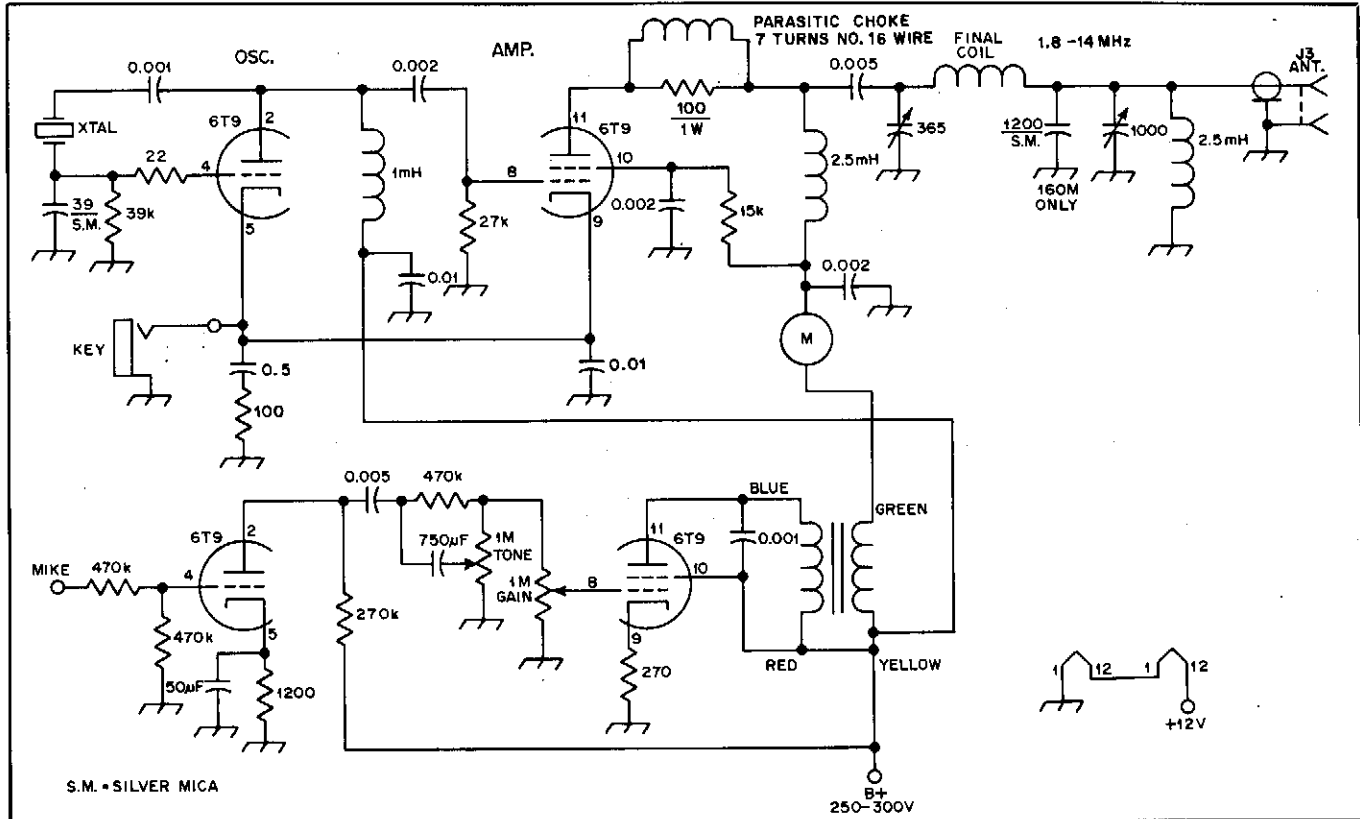 PARASITIC CHOKE
7 TURNS NO. 16 WIRE
FINAL
COIL
1.8 -14 MHz
J3
ANT.
OSC.
AMP.
0.001
0.002
0.005
XTAL
6T9
2
4
5
22
39
S.M.
39k
1mH
0.01
27k
11
6T9
8
10
9
100
1W
0.002
15k
2.5mH
365
1200
S.M.
160M
ONLY
1000
2.5mH
0.002
M
KEY
0.5
100
0.01
0.005
470k
BLUE
GREEN
MIKE
470k
6T9
2
4
5
470k
50µF
1200
270k
750µF
1M
TONE
1M
GAIN
11
6T9
8
10
9
270
0.001
RED
YELLOW
1
12
1
12
+12V
B+
250-300V
S.M. = SILVER MICA